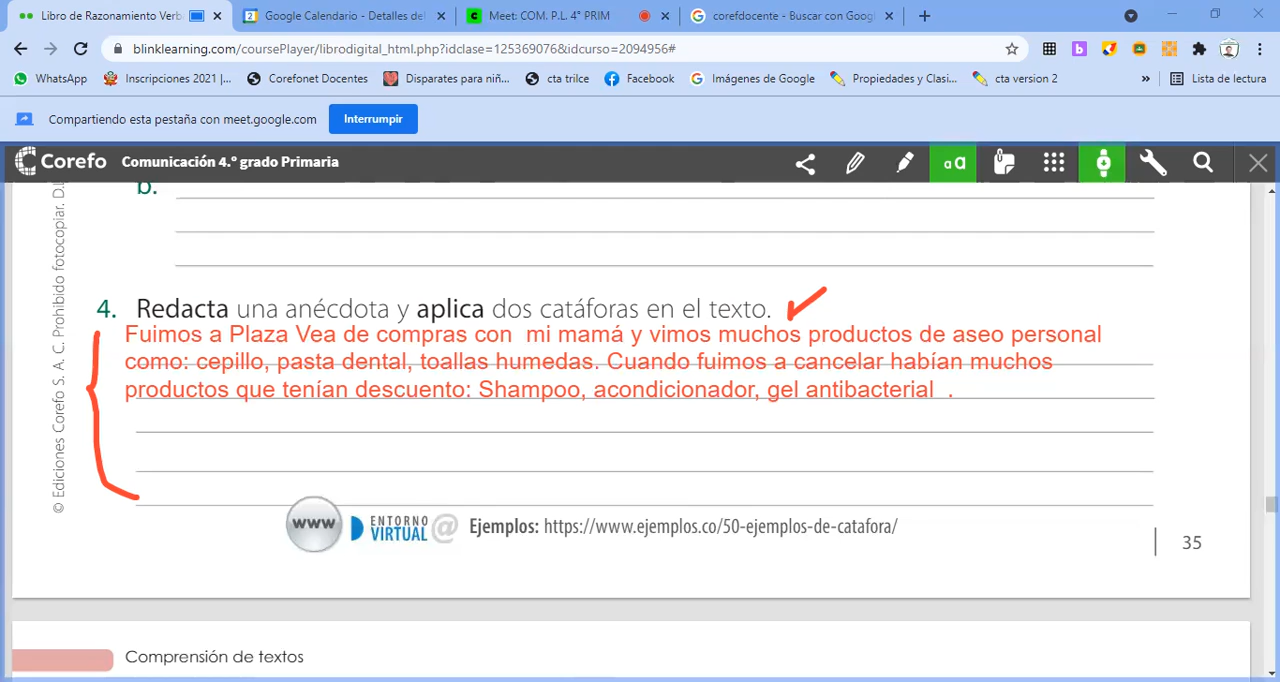 Libro de Razonamiento Verb
Google Calendario - Detalles de
Meet: COM. P.L. 4° PRIM
corefdocente - Buscar con Goog
blinklearning.com/coursePlayer/librodigital_html.php?idclase=125369076&idcurso=2094956#
WhatsApp
Inscripciones 2021 |...
Corefonet Docentes
Disparates para niñ...
cta trilce
Facebook
Imágenes de Google
Propiedades y Clasi...
cta version 2
»
Lista de lectura
Compartiendo esta pestaña con meet.google.com
Interrumpir
Corefo
Comunicación 4.º grado Primaria
aa
b.
© Ediciones Corefo S. A. C. Prohibido fotocopiar. D.L
4. Redacta una anécdota y aplica dos catáforas en el texto.
Fuimos a Plaza Vea de compras con mi mamá y vimos muchos productos de aseo personal
como: cepillo, pasta dental, toallas humedas. Cuando fuimos a cancelar habían muchos
productos que tenían descuento: Shampoo, acondicionador, gel antibacterial .
www
ENTORNO
VIRTUAL @
Ejemplos: https://www.ejemplos.co/50-ejemplos-de-catafora/
35
Comprensión de textos